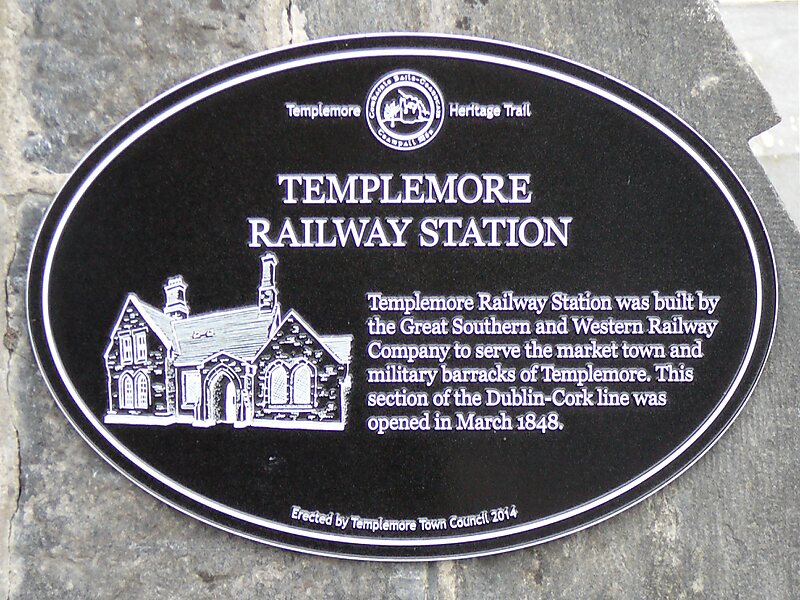 Templemore Heritage Trail
TEMPLEMORE
RAILWAY STATION
Templemore Railway Station was built by
the Great Southern and Western Railway
Company to serve the market town and
military barracks of Templemore. This
section of the Dublin-Cork line was
opened in March 1848.
Erected by Templemore Town Council 2014